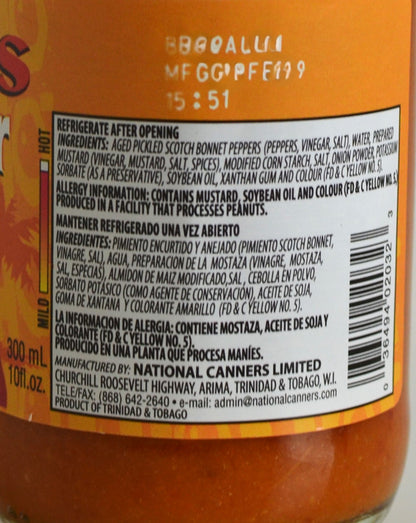 15:51
HOT
MILD
300 mL
10fl.oz.
REFRIGERATE AFTER OPENING
INGREDIENTS: AGED PICKLED SCOTCH BONNET PEPPERS (PEPPERS, VINEGAR, SALT), WATER, PREPARED
MUSTARD (VINEGAR, MUSTARD, SALT, SPICES), MODIFIED CORN STARCH, SALT, ONION POWDER, POTASSIUM
SORBATE (AS A PRESERVATIVE), SOYBEAN OIL, XANTHAN GUM AND COLOUR (FD & C YELLOW NO. 5).
ALLERGY INFORMATION: CONTAINS MUSTARD, SOYBEAN OIL AND COLOUR (FD & C YELLOW NO. 5).
PRODUCED IN A FACILITY THAT PROCESSES PEANUTS.
MANTENER REFRIGERADO UNA VEZ ABIERTO
INGREDIENTES: PIMIENTO ENCURTIDO Y ANEJADO (PIMIENTO SCOTCH BONNET,
VINAGRE, SAL), AGUA, PREPARACION DE LA MOSTAZA (VINAGRE, MOSTAZA,
SAL, ESPECIAS), ALMIDON DE MAIZ MODIFICADO, SAL, CEBOLLA EN POLVO,
SORBATO POTÁSICO (COMO AGENTE DE CONSERVACIÓN), ACEITE DE SOJA,
GOMA DE XANTANA Y COLORANTE AMARILLO (FD & C YELLOW NO. 5).
LA INFORMACION DE ALERGIA: CONTIENE MOSTAZA, ACEITE DE SOJA Y
COLORANTE (FD & C YELLOW NO. 5).
PRODUCIDO EN UNA PLANTA QUE PROCESA MANÍES.
MANUFACTURED BY: NATIONAL CANNERS LIMITED
CHURCHILL ROOSEVELT HIGHWAY, ARIMA, TRINIDAD & TOBAGO, W.I.
TELE/FAX: (868) 642-2640 • e-mail: admin@nationalcanners.com
PRODUCT OF TRINIDAD & TOBAGO
0 36494 02032 3